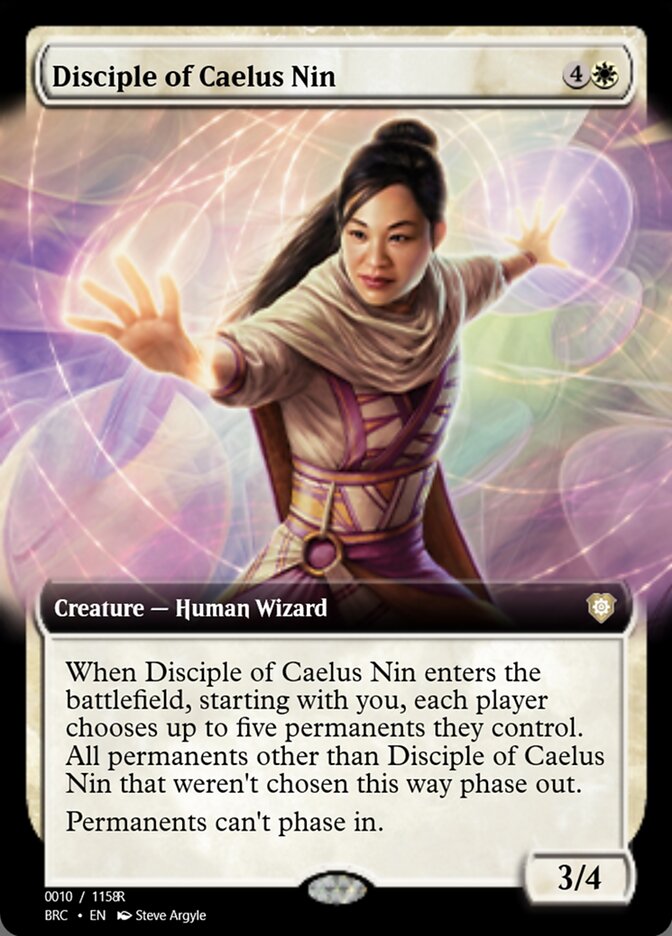 Disciple of Caelus Nin 4
Creature — Human Wizard
When Disciple of Caelus Nin enters the
battlefield, starting with you, each player
chooses up to five permanents they control.
All permanents other than Disciple of Caelus
Nin that weren't chosen this way phase out.
Permanents can't phase in.
3/4
0010 / 1158R
BRC • EN Steve Argyle